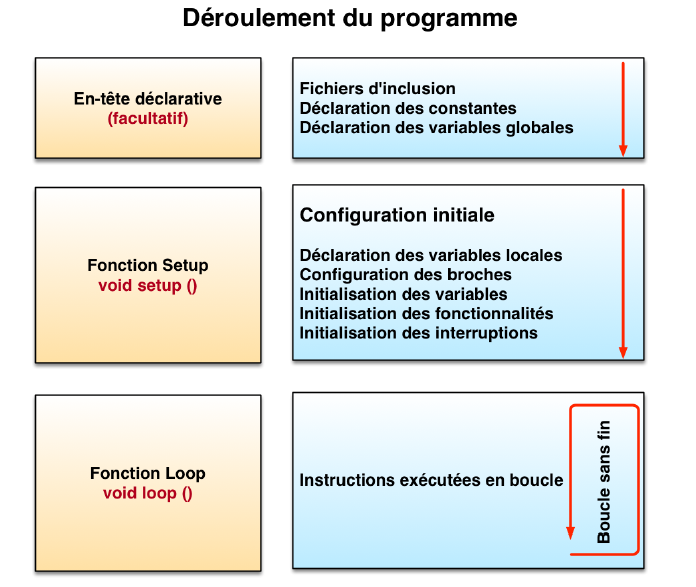 Déroulement du programme
En-tête déclarative
(facultatif)
Fichiers d'inclusion
Déclaration des constantes
Déclaration des variables globales
Fonction Setup
void setup ()
Configuration initiale
Déclaration des variables locales
Configuration des broches
Initialisation des variables
Initialisation des fonctionnalités
Initialisation des interruptions
Fonction Loop
void loop ()
Instructions exécutées en boucle
Boucle sans fin